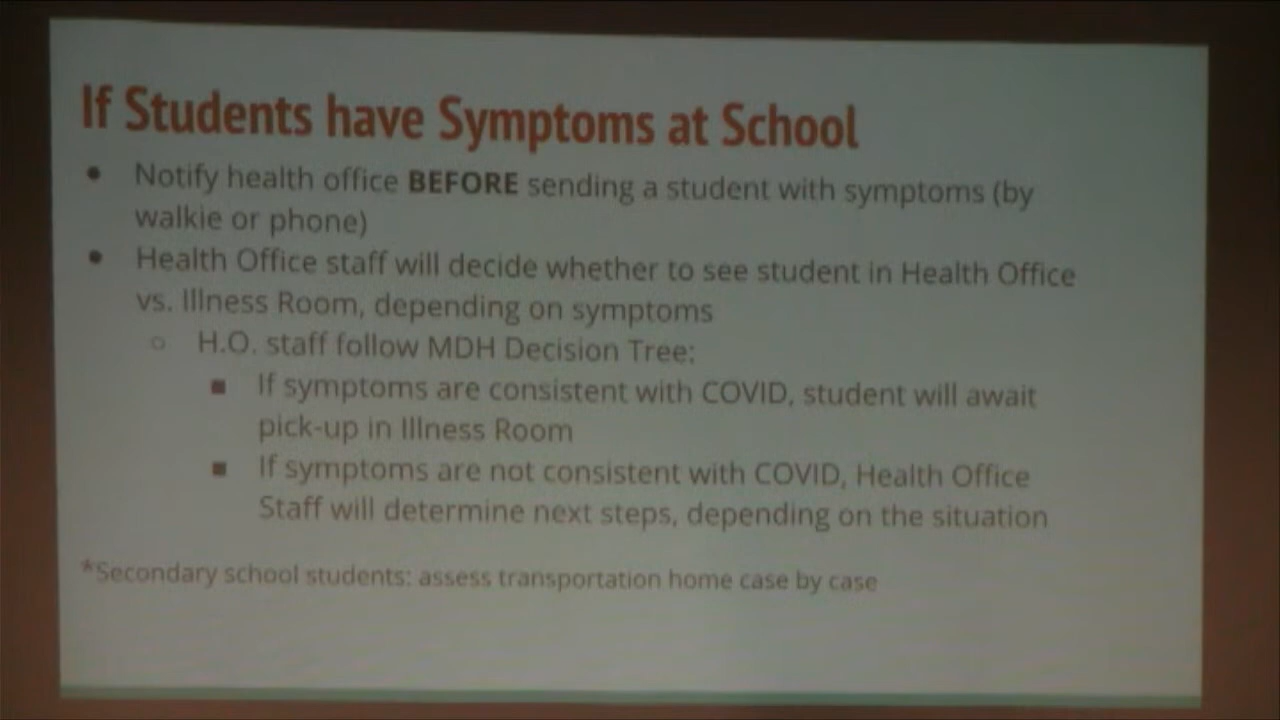 If Students have Symptoms at School
● Notify health office BEFORE sending a student with symptoms (by
walkie or phone)
● Health Office staff will decide whether to see student in Health Office
vs. Illness Room, depending on symptoms
○ H.O. staff follow MDH Decision Tree:
■ If symptoms are consistent with COVID, student will await
pick-up in Illness Room
■ If symptoms are not consistent with COVID, Health Office
Staff will determine next steps, depending on the situation
*Secondary school students: assess transportation home case by case